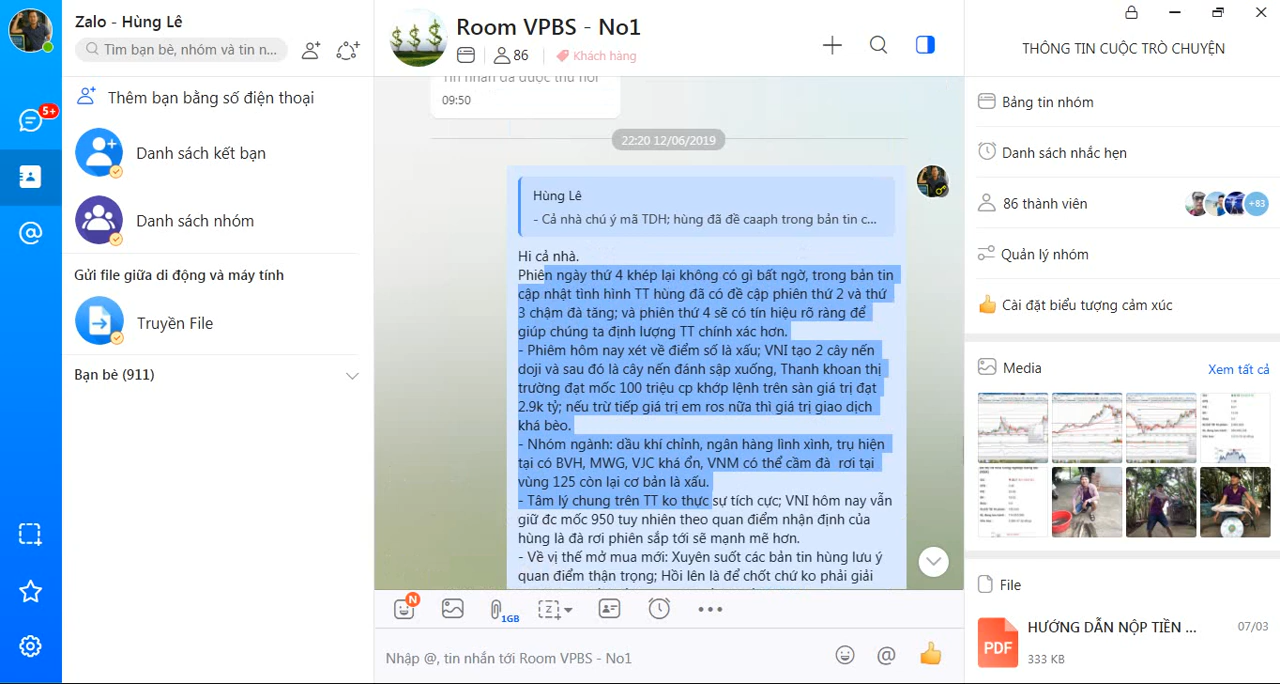 Zalo - Hùng Lê
Tìm bạn bè, nhóm và tin n...
5+
Thêm bạn bằng số điện thoại
Danh sách kết bạn
Danh sách nhóm
Gửi file giữa di động và máy tính
Truyền File
Bạn bè (911)
Room VPBS - No1
86
Khách hàng
Tin nhắn đã được thu hồi
09:50
22:20 12/06/2019
Hùng Lê
- Cả nhà chú ý mã TDH; hùng đã đề caaph trong bản tin c...
Hi cả nhà.
Phiên ngày thứ 4 khép lại không có gì bất ngờ, trong bản tin
cập nhật tình hình TT hùng đã có đề cập phiên thứ 2 và thứ
3 chậm đà tăng; và phiên thứ 4 sẽ có tín hiệu rõ ràng để
giúp chúng ta định lượng TT chính xác hơn.
- Phiêm hôm nay xét về điểm số là xấu; VNI tạo 2 cây nến
doji và sau đó là cây nến đánh sập xuống, Thanh khoan thị
trường đạt mốc 100 triệu cp khớp lệnh trên sàn giá trị đạt
2.9k tỷ; nếu trừ tiếp giá trị em ros nữa thì giá trị giao dịch
khá bèo.
- Nhóm ngành: dầu khí chỉnh, ngân hàng lình xình, trụ hiện
tại có BVH, MWG, VJC khá ổn, VNM có thể cầm đà rơi tại
vùng 125 còn lại cơ bản là xấu.
- Tâm lý chung trên TT ko thực sự tích cực; VNI hôm nay vẫn
giữ đc mốc 950 tuy nhiên theo quan điểm nhận định của
hùng là đà rơi phiên sắp tới sẽ mạnh mẽ hơn.
- Về vị thế mở mua mới: Xuyên suốt các bản tin hùng lưu ý
quan điểm thận trọng; Hồi lên là để chốt chứ ko phải giải
N
1GB
Nhập @, tin nhắn tới Room VPBS - No1
THÔNG TIN CUỘC TRÒ CHUYỆN
Bảng tin nhóm
Danh sách nhắc hẹn
86 thành viên
+83
Quản lý nhóm
Cài đặt biểu tượng cảm xúc
Media
Xem tất cả
File
PDF
HƯỚNG DẪN NỘP TIỀN ...
07/03
333 KB